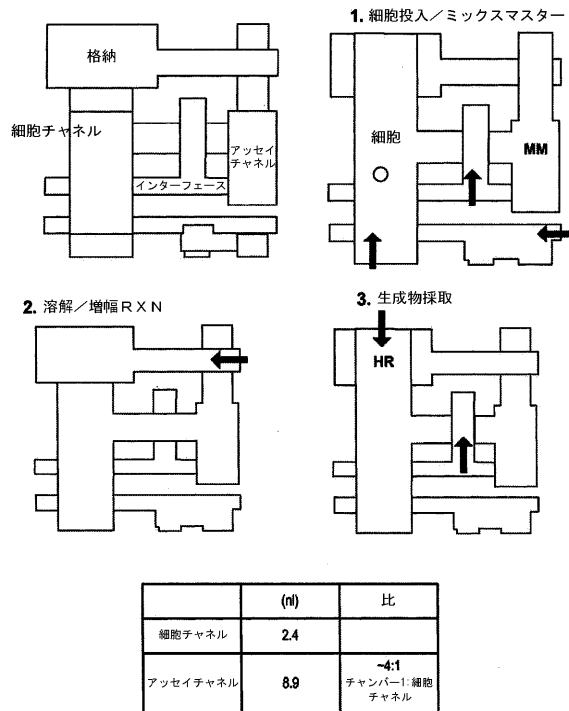 1. 細胞投入／ミックスマスター
格納
細胞チャネル
アッセイ
チャネル
インターフェース
細胞
MM
2. 溶解／増幅ＲＸＮ
3. 生成物採取
HR
(nl) 比
細胞チャネル 2.4
アッセイチャネル 8.9 ~4:1
チャンバー1:細胞
チャネル